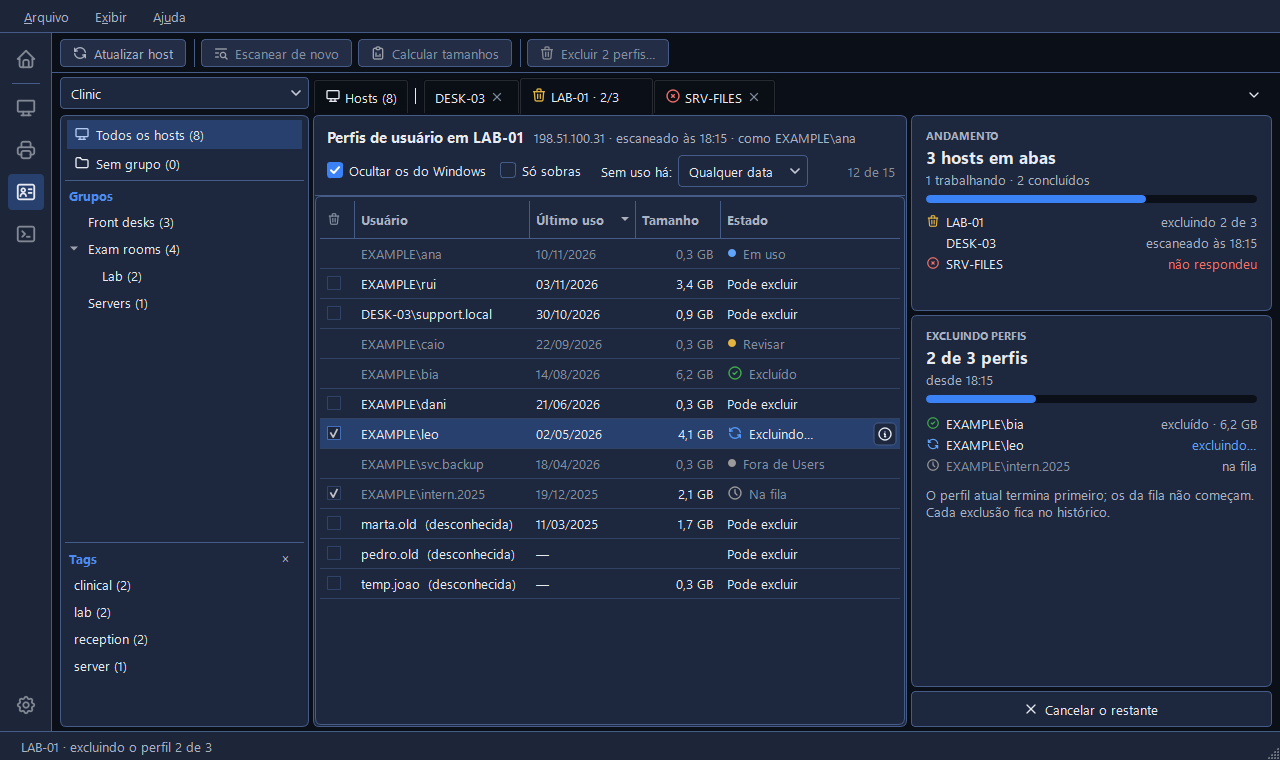 Arquivo Exibir Ajuda
Atualizar host Escanear de novo Calcular tamanhos Excluir 2 perfis...
Clinic
Hosts (8) DESK-03 LAB-01 · 2/3 SRV-FILES
Todos os hosts (8)
Sem grupo (0)
Grupos
Front desks (3)
Exam rooms (4)
Lab (2)
Servers (1)
Tags
clinical (2)
lab (2)
reception (2)
server (1)
Perfis de usuário em LAB-01 198.51.100.31 · escaneado às 18:15 · como EXAMPLE\ana
Ocultar os do Windows Só sobras Sem uso há: Qualquer data 12 de 15
Usuário Último uso Tamanho Estado
EXAMPLE\ana 10/11/2026 0,3 GB Em uso
EXAMPLE\rui 03/11/2026 3,4 GB Pode excluir
DESK-03\support.local 30/10/2026 0,9 GB Pode excluir
EXAMPLE\caio 22/09/2026 0,3 GB Revisar
EXAMPLE\bia 14/08/2026 6,2 GB Excluído
EXAMPLE\dani 21/06/2026 0,3 GB Pode excluir
EXAMPLE\leo 02/05/2026 4,1 GB Excluindo...
EXAMPLE\svc.backup 18/04/2026 0,3 GB Fora de Users
EXAMPLE\intern.2025 19/12/2025 2,1 GB Na fila
marta.old (desconhecida) 11/03/2025 1,7 GB Pode excluir
pedro.old (desconhecida) — Pode excluir
temp.joao (desconhecida) — 0,3 GB Pode excluir
ANDAMENTO
3 hosts em abas
1 trabalhando · 2 concluídos
LAB-01 excluindo 2 de 3
DESK-03 escaneado às 18:15
SRV-FILES não respondeu
EXCLUINDO PERFIS
2 de 3 perfis
desde 18:15
EXAMPLE\bia excluído · 6,2 GB
EXAMPLE\leo excluindo...
EXAMPLE\intern.2025 na fila
O perfil atual termina primeiro; os da fila não começam.
Cada exclusão fica no histórico.
Cancelar o restante
LAB-01 · excluindo o perfil 2 de 3